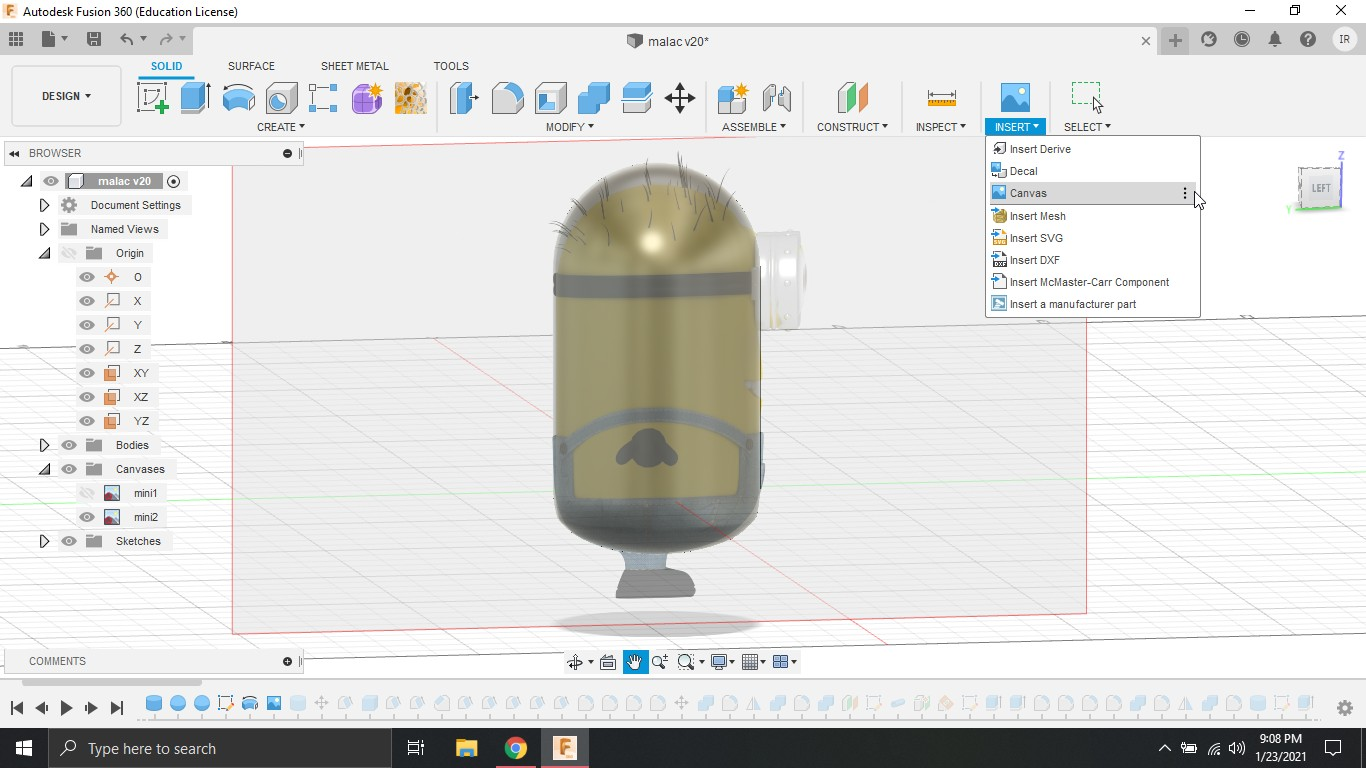 Autodesk Fusion 360 (Education License)
malac v20*
IR
DESIGN
SOLID
SURFACE
SHEET METAL
TOOLS
CREATE
MODIFY
ASSEMBLE
CONSTRUCT
INSPECT
INSERT
SELECT
Insert Derive
Decal
Canvas
Insert Mesh
Insert SVG
Insert DXF
Insert McMaster-Carr Component
Insert a manufacturer part
BROWSER
malac v20
Document Settings
Named Views
Origin
O
X
Y
Z
XY
XZ
YZ
Bodies
Canvases
mini1
mini2
Sketches
Z
LEFT
Y
COMMENTS
Type here to search
9:08 PM
1/23/2021